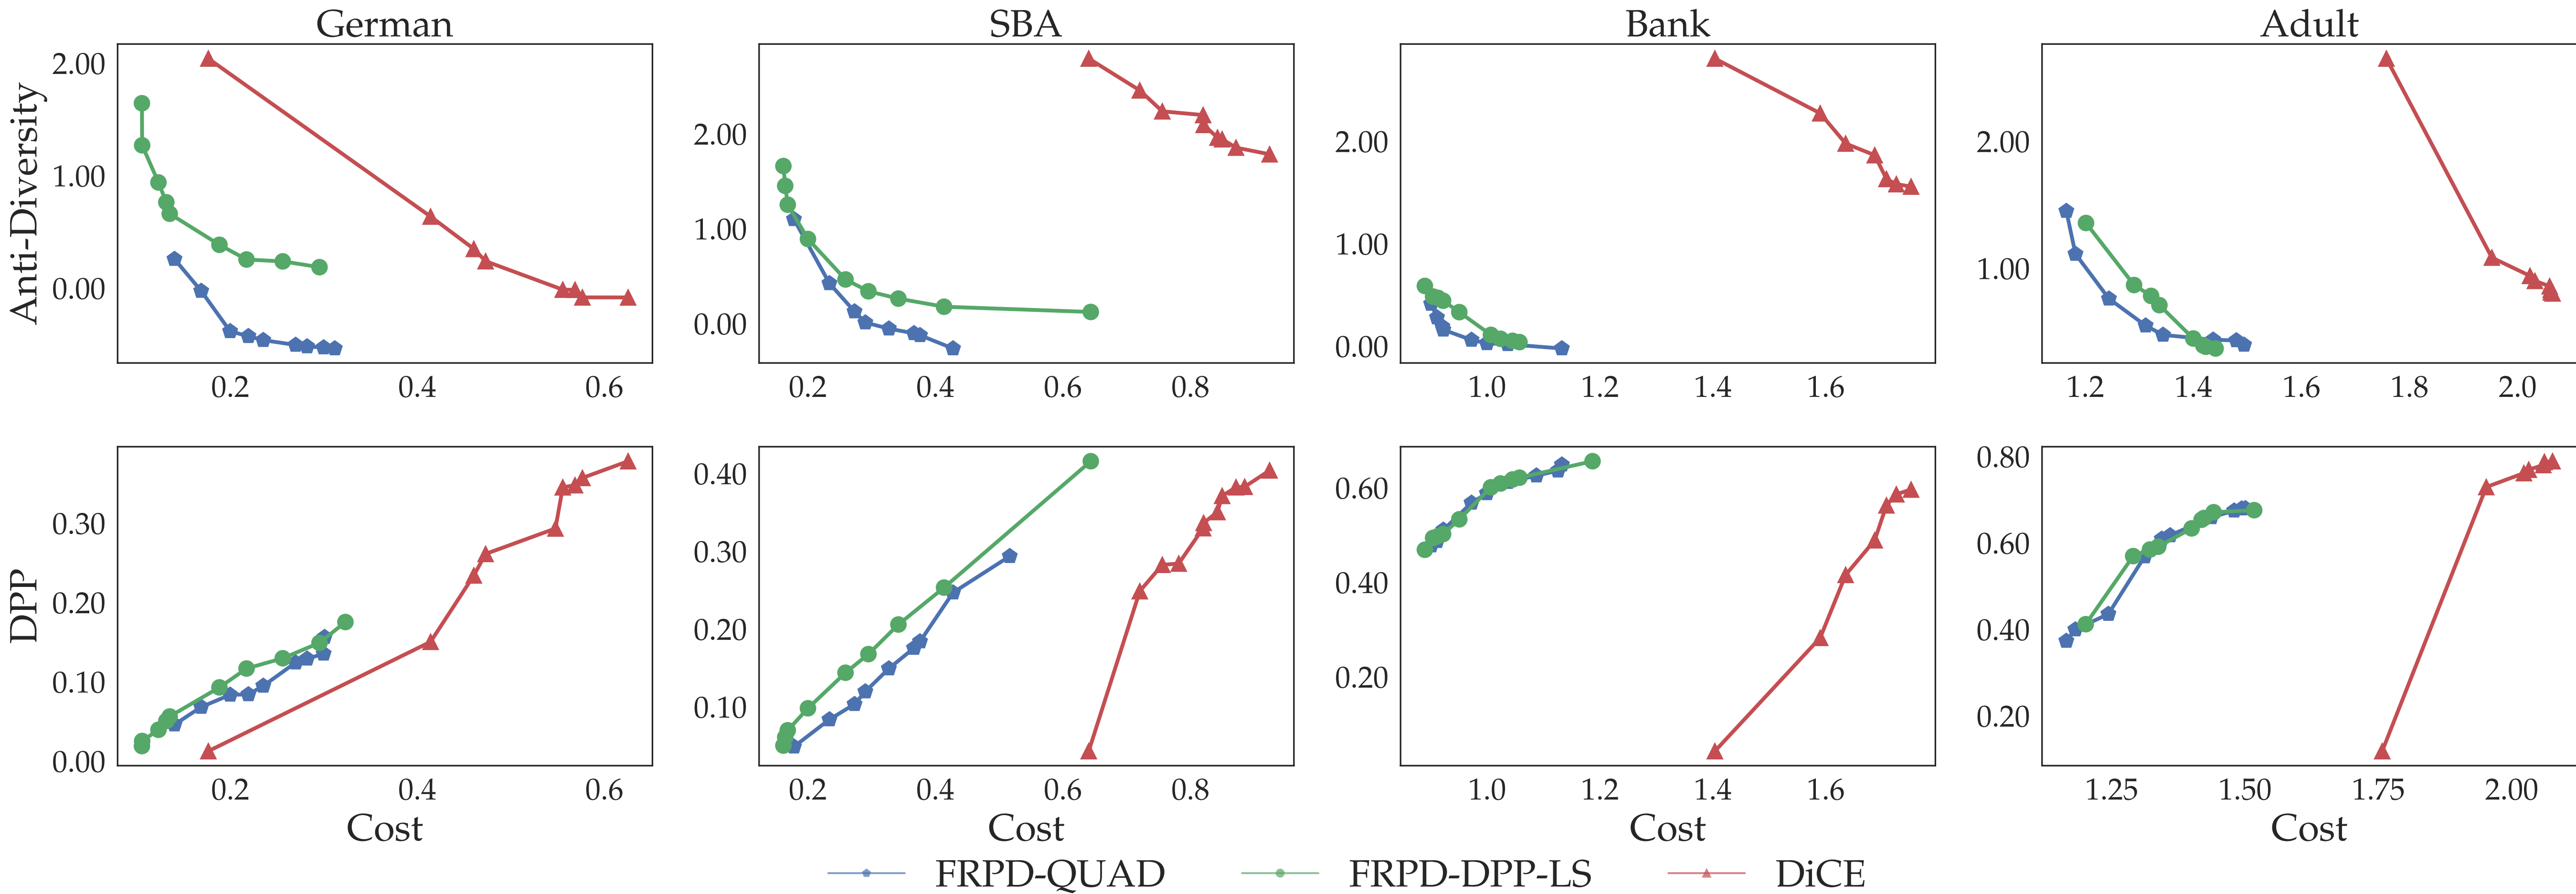 German SBA Bank Adult
Anti-Diversity
2.00 2.00 2.00 2.00
1.00 1.00 1.00 1.00
0.00 0.00 0.00
0.2 0.4 0.6 0.2 0.4 0.6 0.8 1.0 1.2 1.4 1.6 1.2 1.4 1.6 1.8 2.0
DPP
0.30 0.40 0.60 0.80
0.20 0.30 0.40 0.60
0.10 0.20 0.20 0.40
0.00 0.10 0.20
0.2 0.4 0.6 0.2 0.4 0.6 0.8 1.0 1.2 1.4 1.6 1.25 1.50 1.75 2.00
Cost Cost Cost Cost
FRPD-QUAD FRPD-DPP-LS DiCE